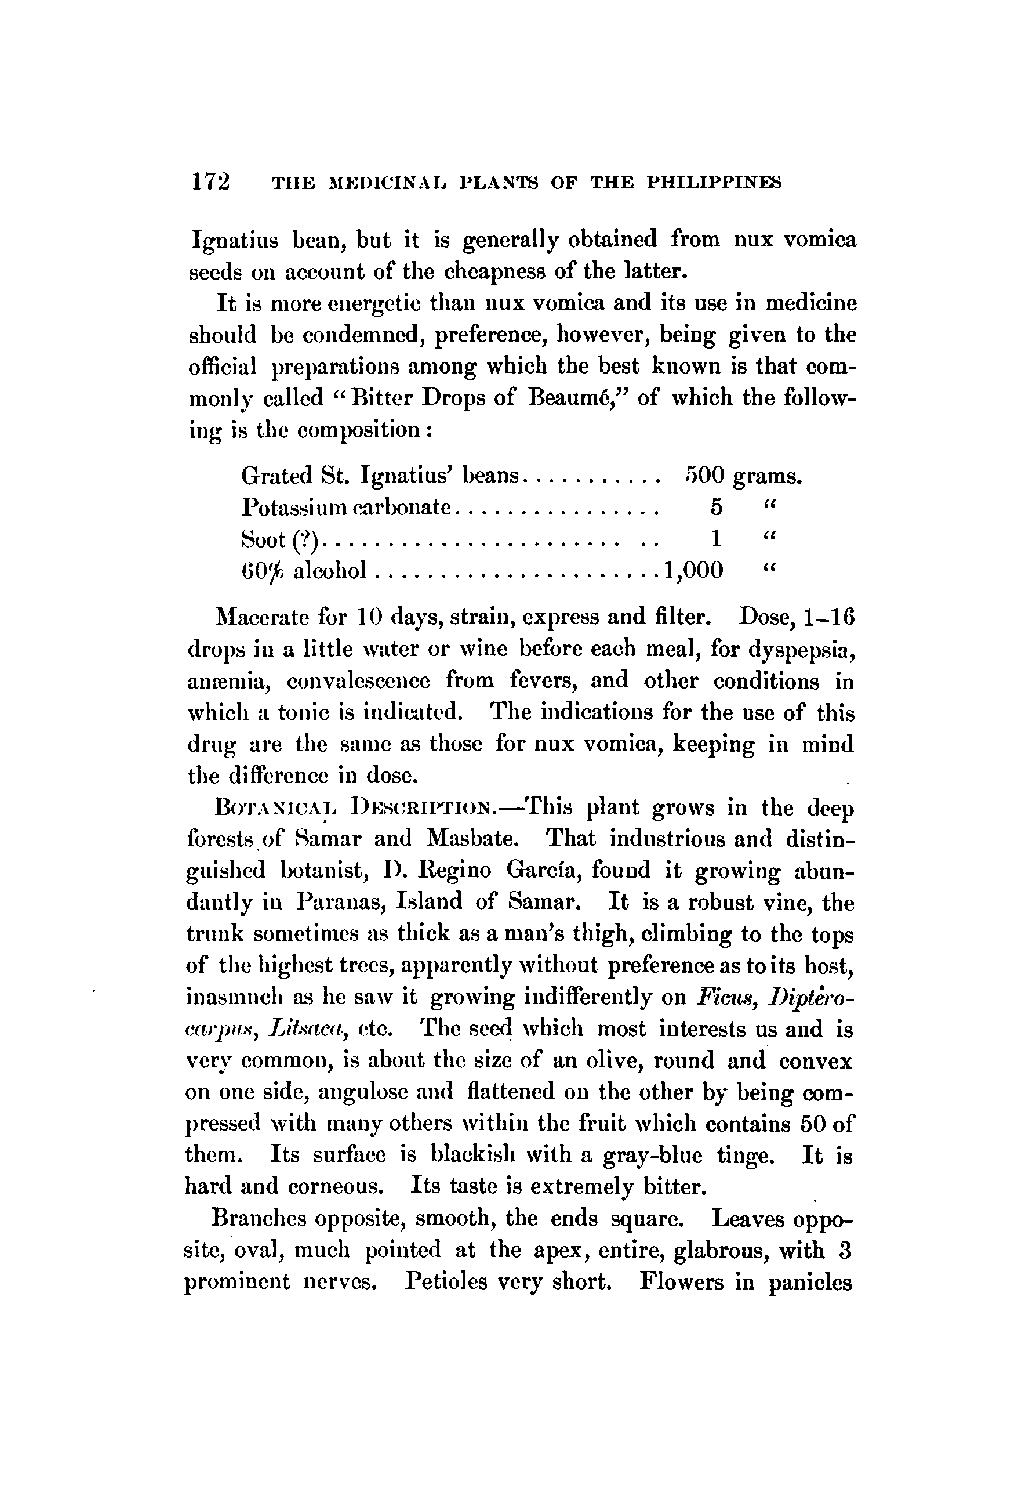 172 THE MEDICINAL PLANTS OF THE PHILIPPINES
Ignatius bean, but it is generally obtained from nux vomica
seeds on account of the cheapness of the latter.
It is more energetic than nux vomica and its use in medicine
should be condemned, preference, however, being given to the
official preparations among which the best known is that com-
monly called “Bitter Drops of Beaumé,” of which the follow-
ing is the composition:
Grated St. Ignatius’ beans........... 500 grams.
Potassium carbonate................ 5 “
Soot (?)....................... .. 1 “
60% alcohol......................1,000 “
Macerate for 10 days, strain, express and filter. Dose, 1–16
drops in a little water or wine before each meal, for dyspepsia,
anæmia, convalescence from fevers, and other conditions in
which a tonic is indicated. The indications for the use of this
drug are the same as those for nux vomica, keeping in mind
the difference in dose.
BOTANICAL DESCRIPTION.—This plant grows in the deep
forests of Samar and Masbate. That industrious and distin-
guished botanist, D. Regino García, found it growing abun-
dantly in Paranas, Island of Samar. It is a robust vine, the
trunk sometimes as thick as a man’s thigh, climbing to the tops
of the highest trees, apparently without preference as to its host,
inasmuch as he saw it growing indifferently on Ficus, Diptèro-
carpus, Litsaca, etc. The seed which most interests us and is
very common, is about the size of an olive, round and convex
on one side, angulose and flattened on the other by being com-
pressed with many others within the fruit which contains 50 of
them. Its surface is blackish with a gray-blue tinge. It is
hard and corneous. Its taste is extremely bitter.
Branches opposite, smooth, the ends square. Leaves oppo-
site, oval, much pointed at the apex, entire, glabrous, with 3
prominent nerves. Petioles very short. Flowers in panicles